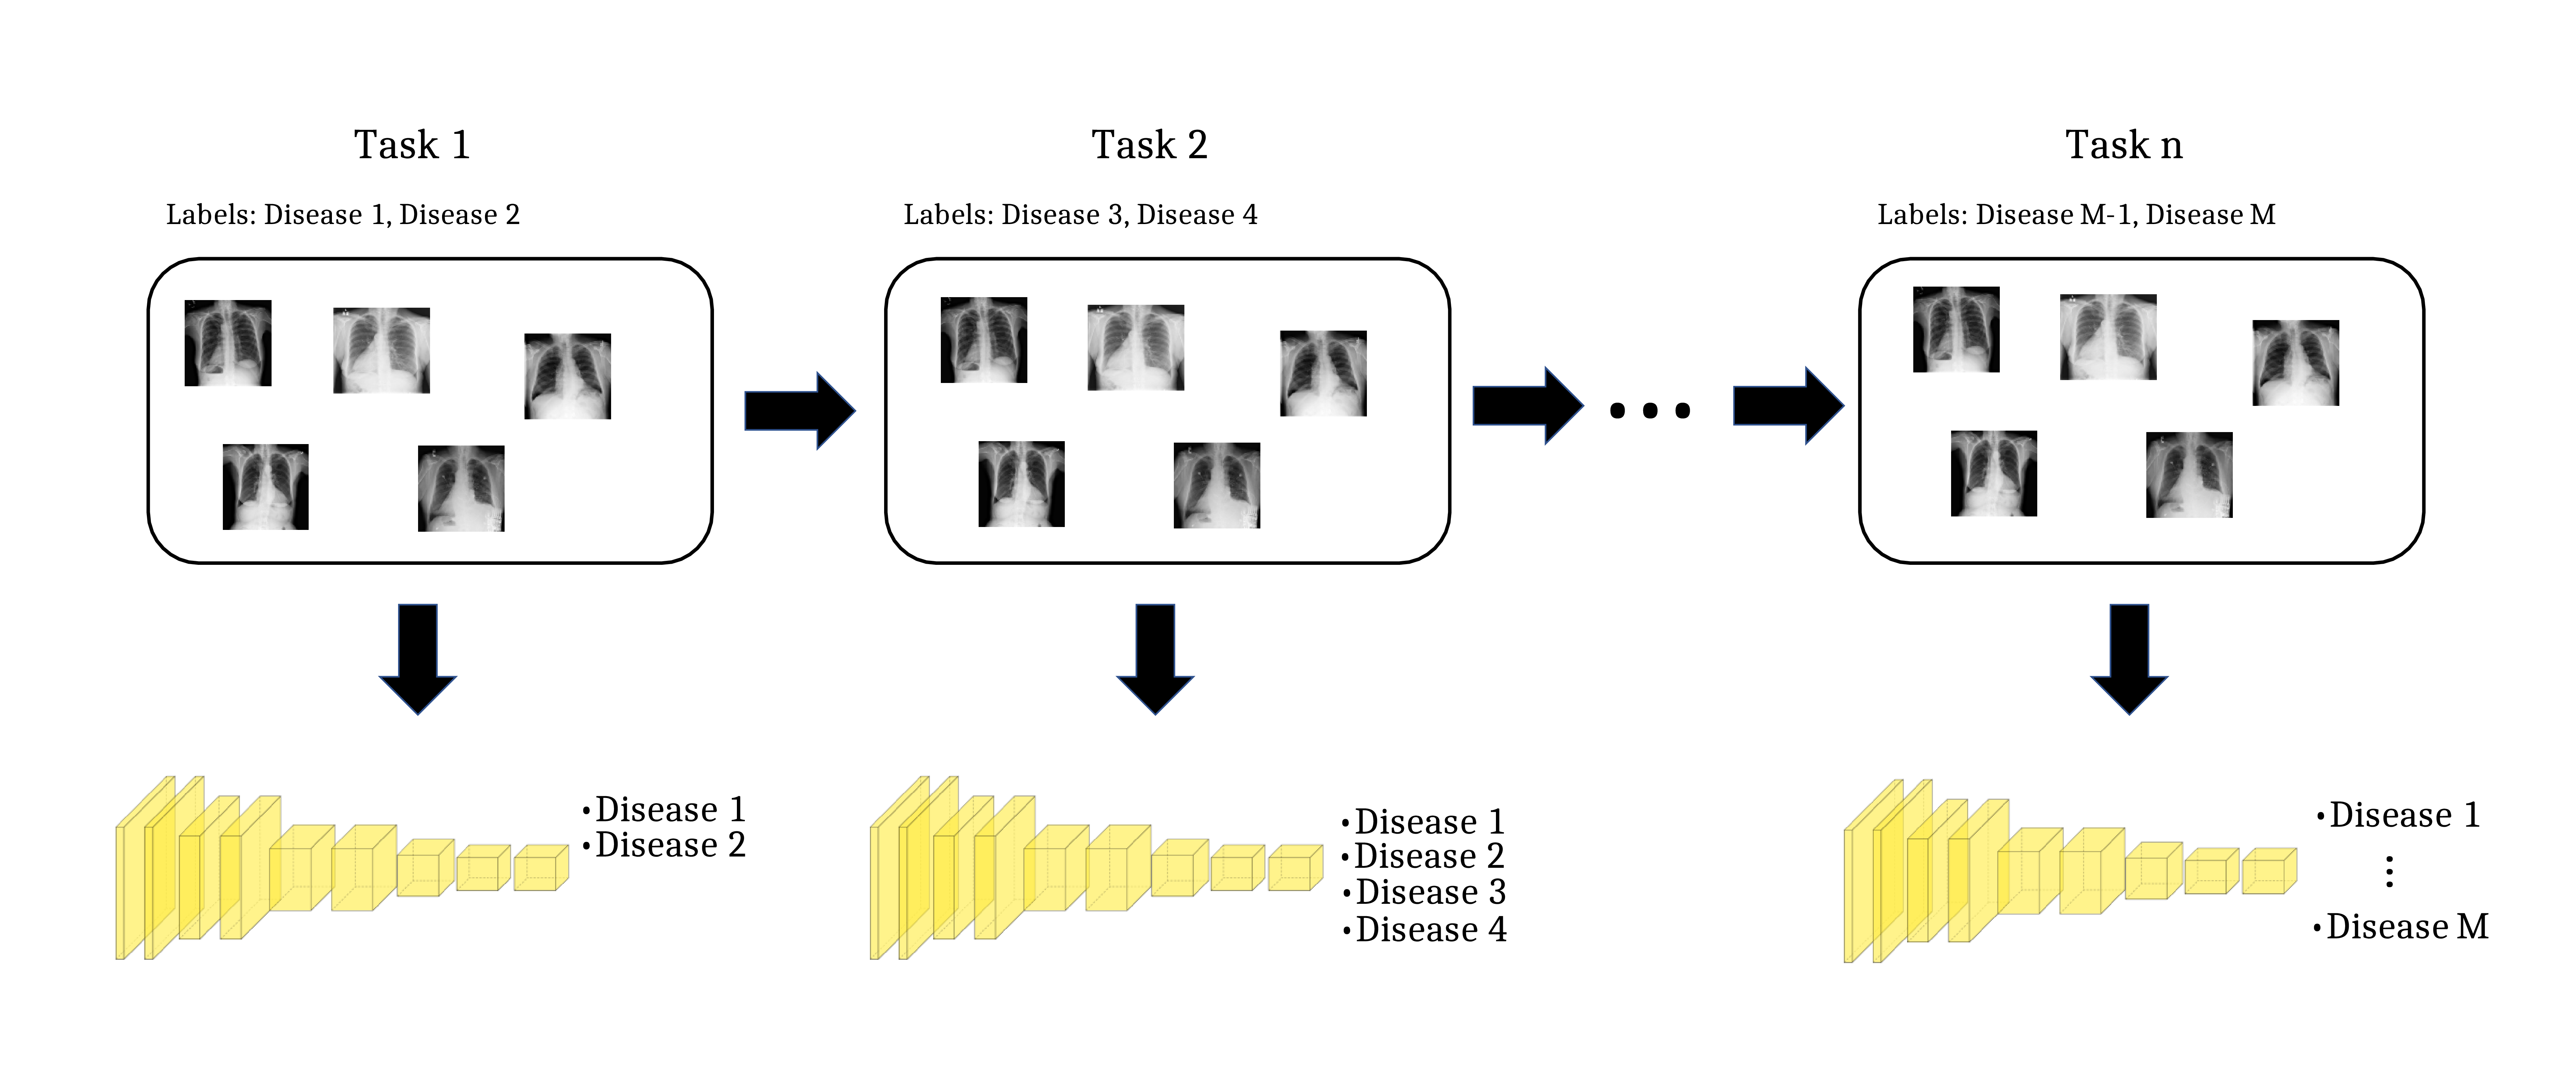 Task 1
Labels: Disease 1, Disease 2
Task 2
Labels: Disease 3, Disease 4
Task n
Labels: Disease M-1, Disease M
•Disease 1
•Disease 2
•Disease 1
•Disease 2
•Disease 3
•Disease 4
•Disease 1
•Disease M